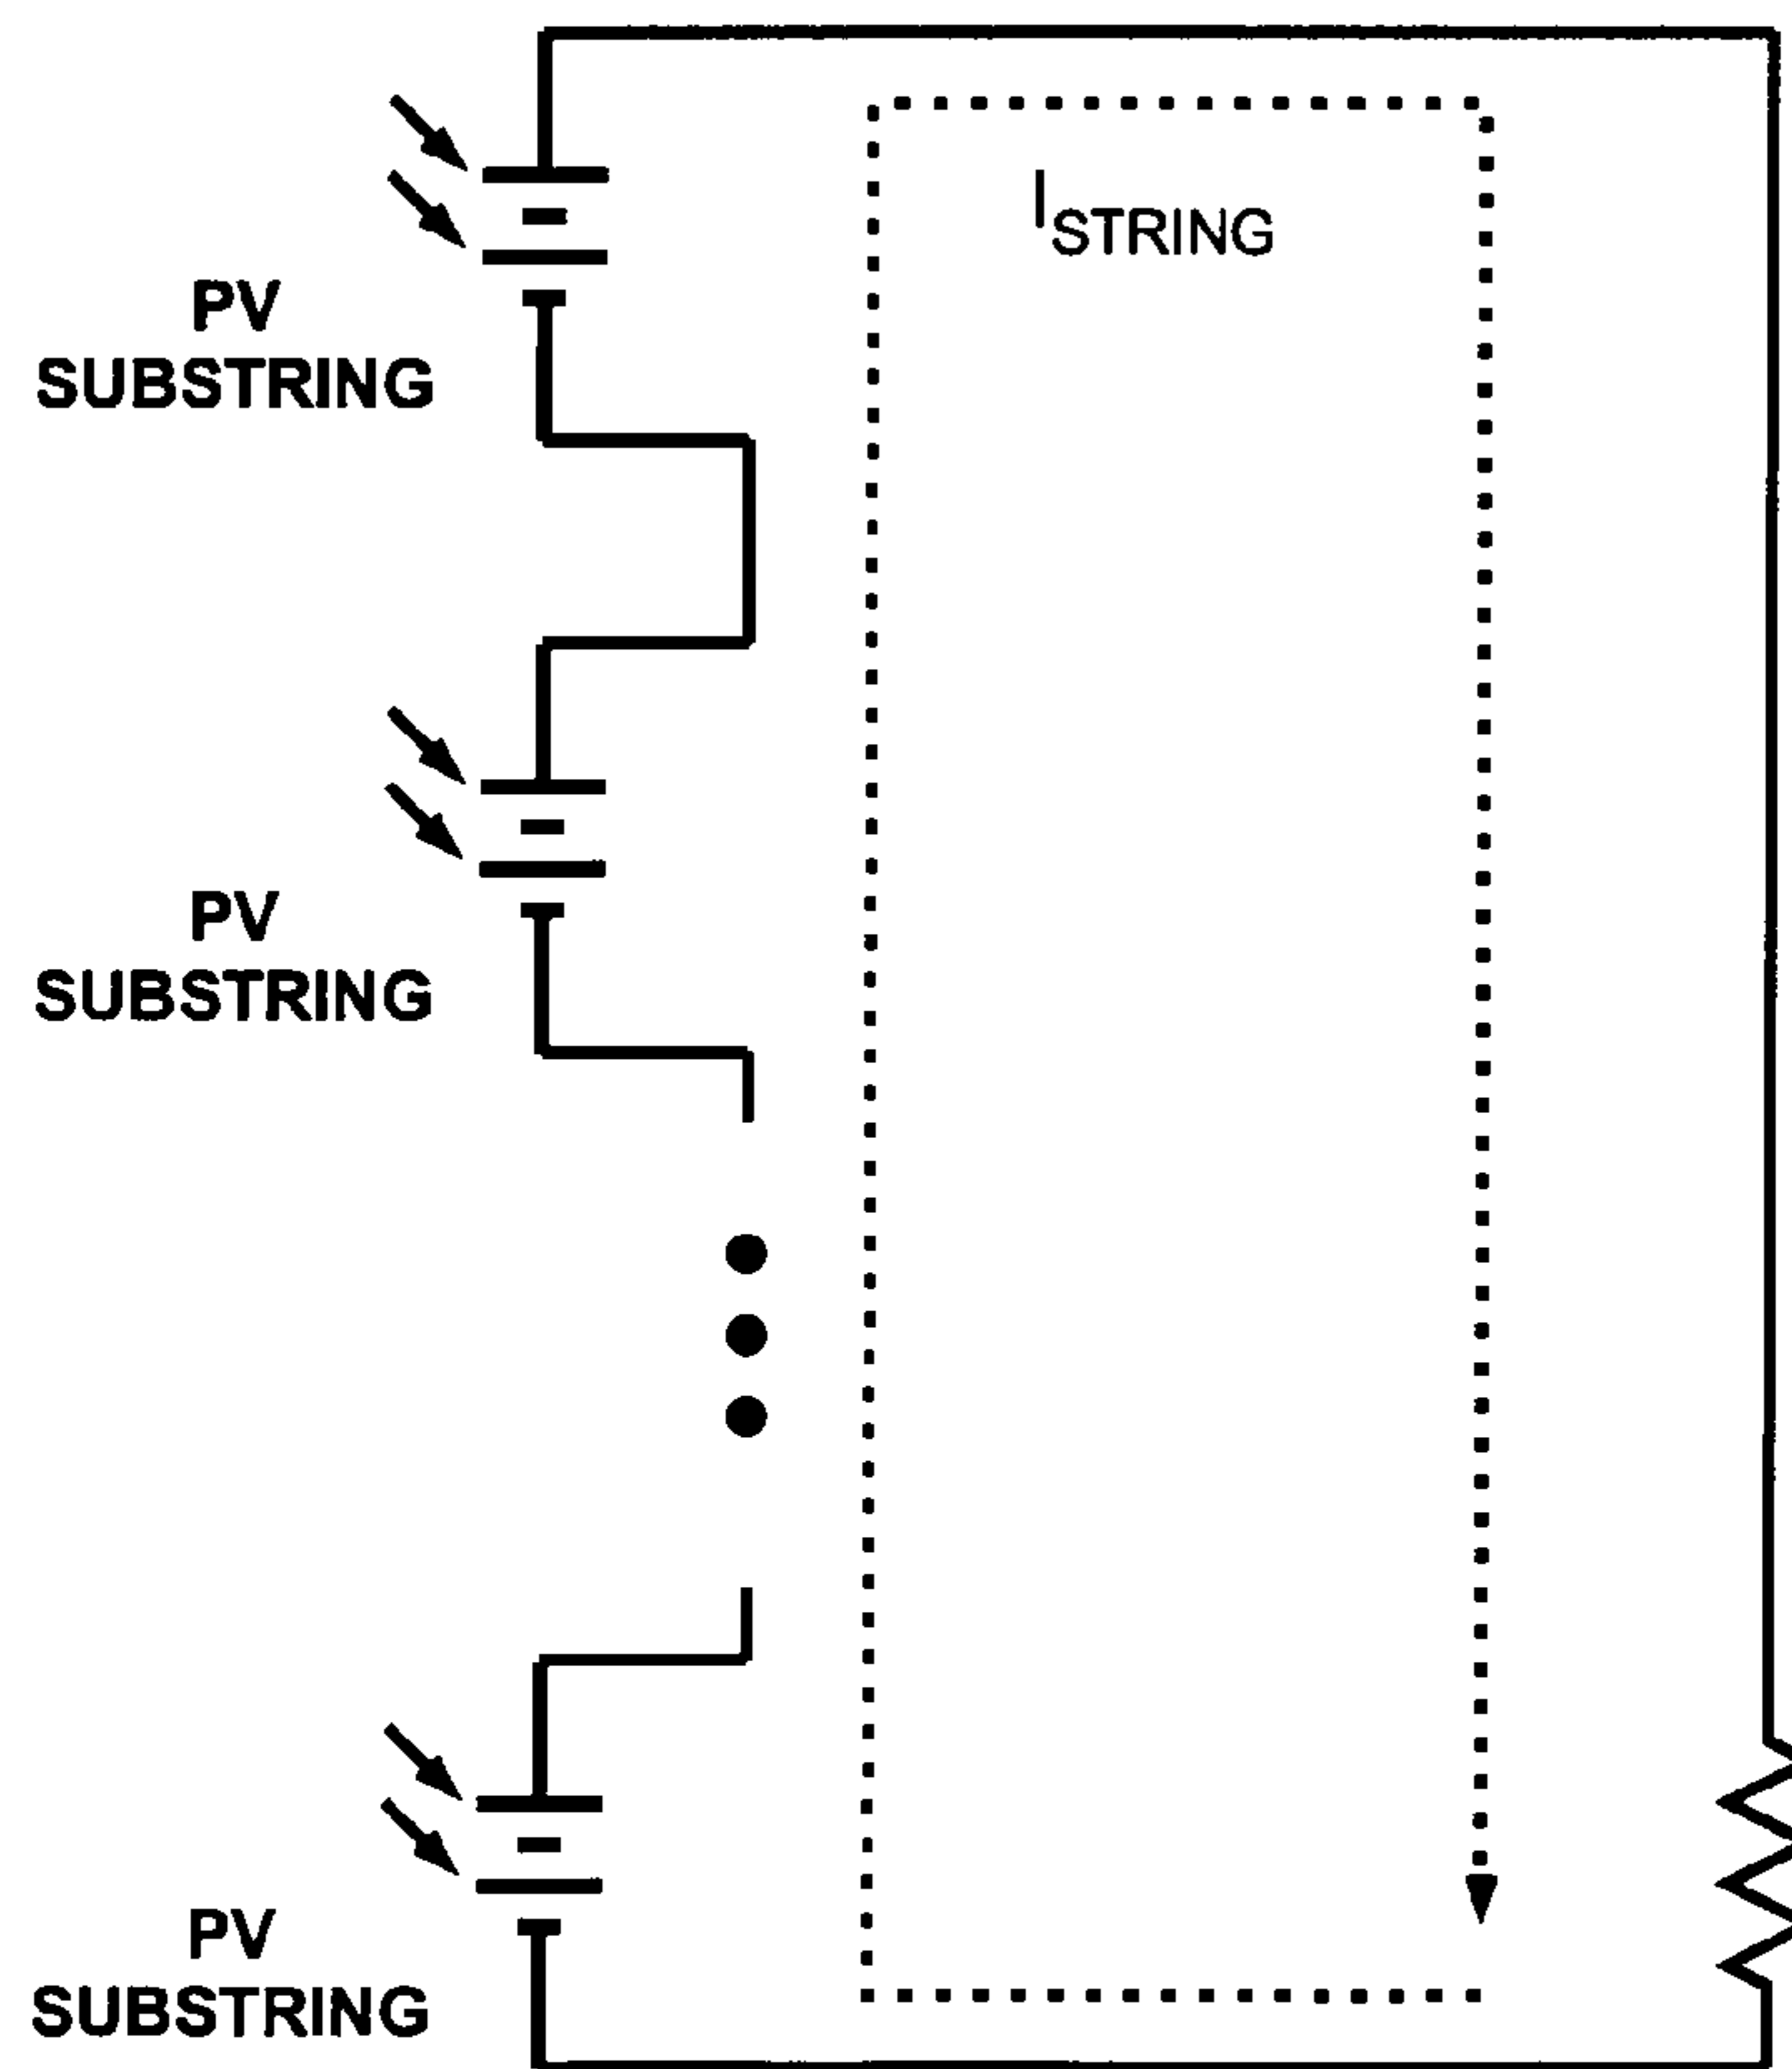 I STRING
PV
SUBSTRING
PV
SUBSTRING
PV
SUBSTRING